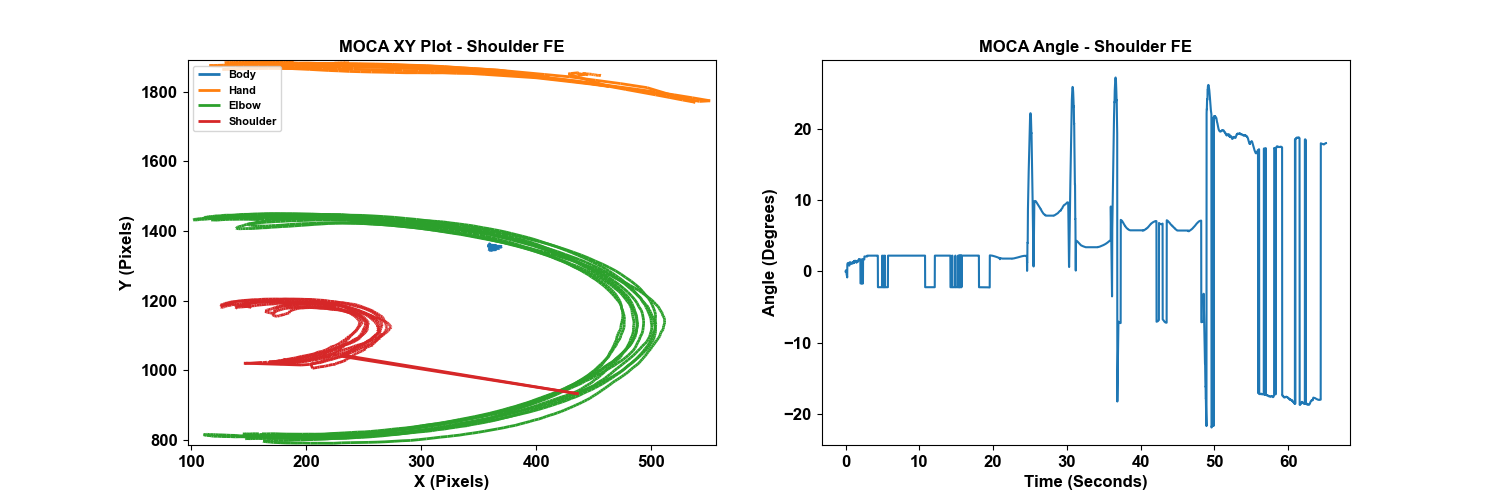 MOCA XY Plot - Shoulder FE
Body
Hand
Elbow
Shoulder
1800
1600
1400
1200
1000
800
Y (Pixels)
100 200 300 400 500
X (Pixels)
MOCA Angle - Shoulder FE
20
10
0
−10
−20
Angle (Degrees)
0 10 20 30 40 50 60
Time (Seconds)